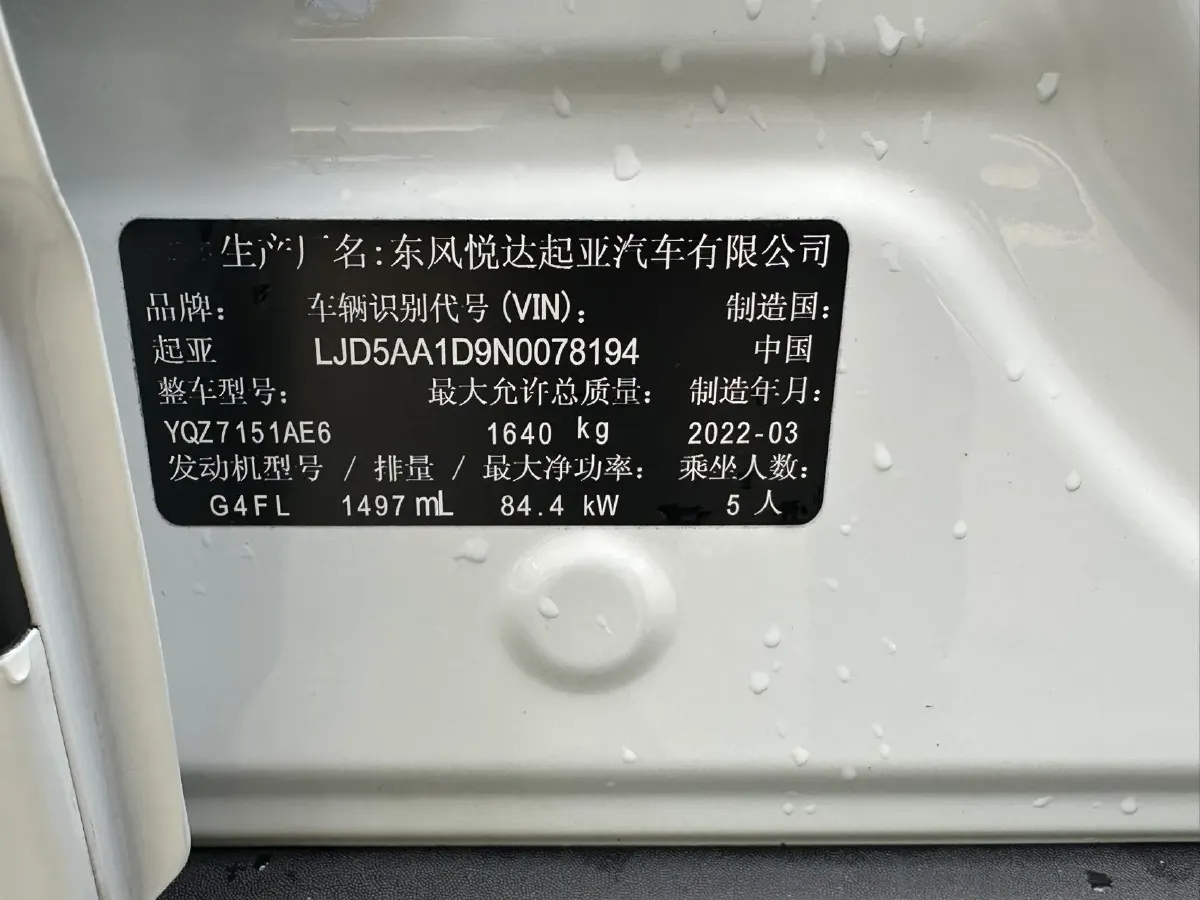 生产厂名:东风悦达起亚汽车有限公司
品牌: 车辆识别代号(VIN): 制造国:
起亚 LJD5AA1D9N0078194 中国
整车型号: 最大允许总质量: 制造年月:
YQZ7151AE6 1640 kg 2022-03
发动机型号 / 排量 / 最大净功率: 乘坐人数:
G4FL 1497 mL 84.4 kW 5 人